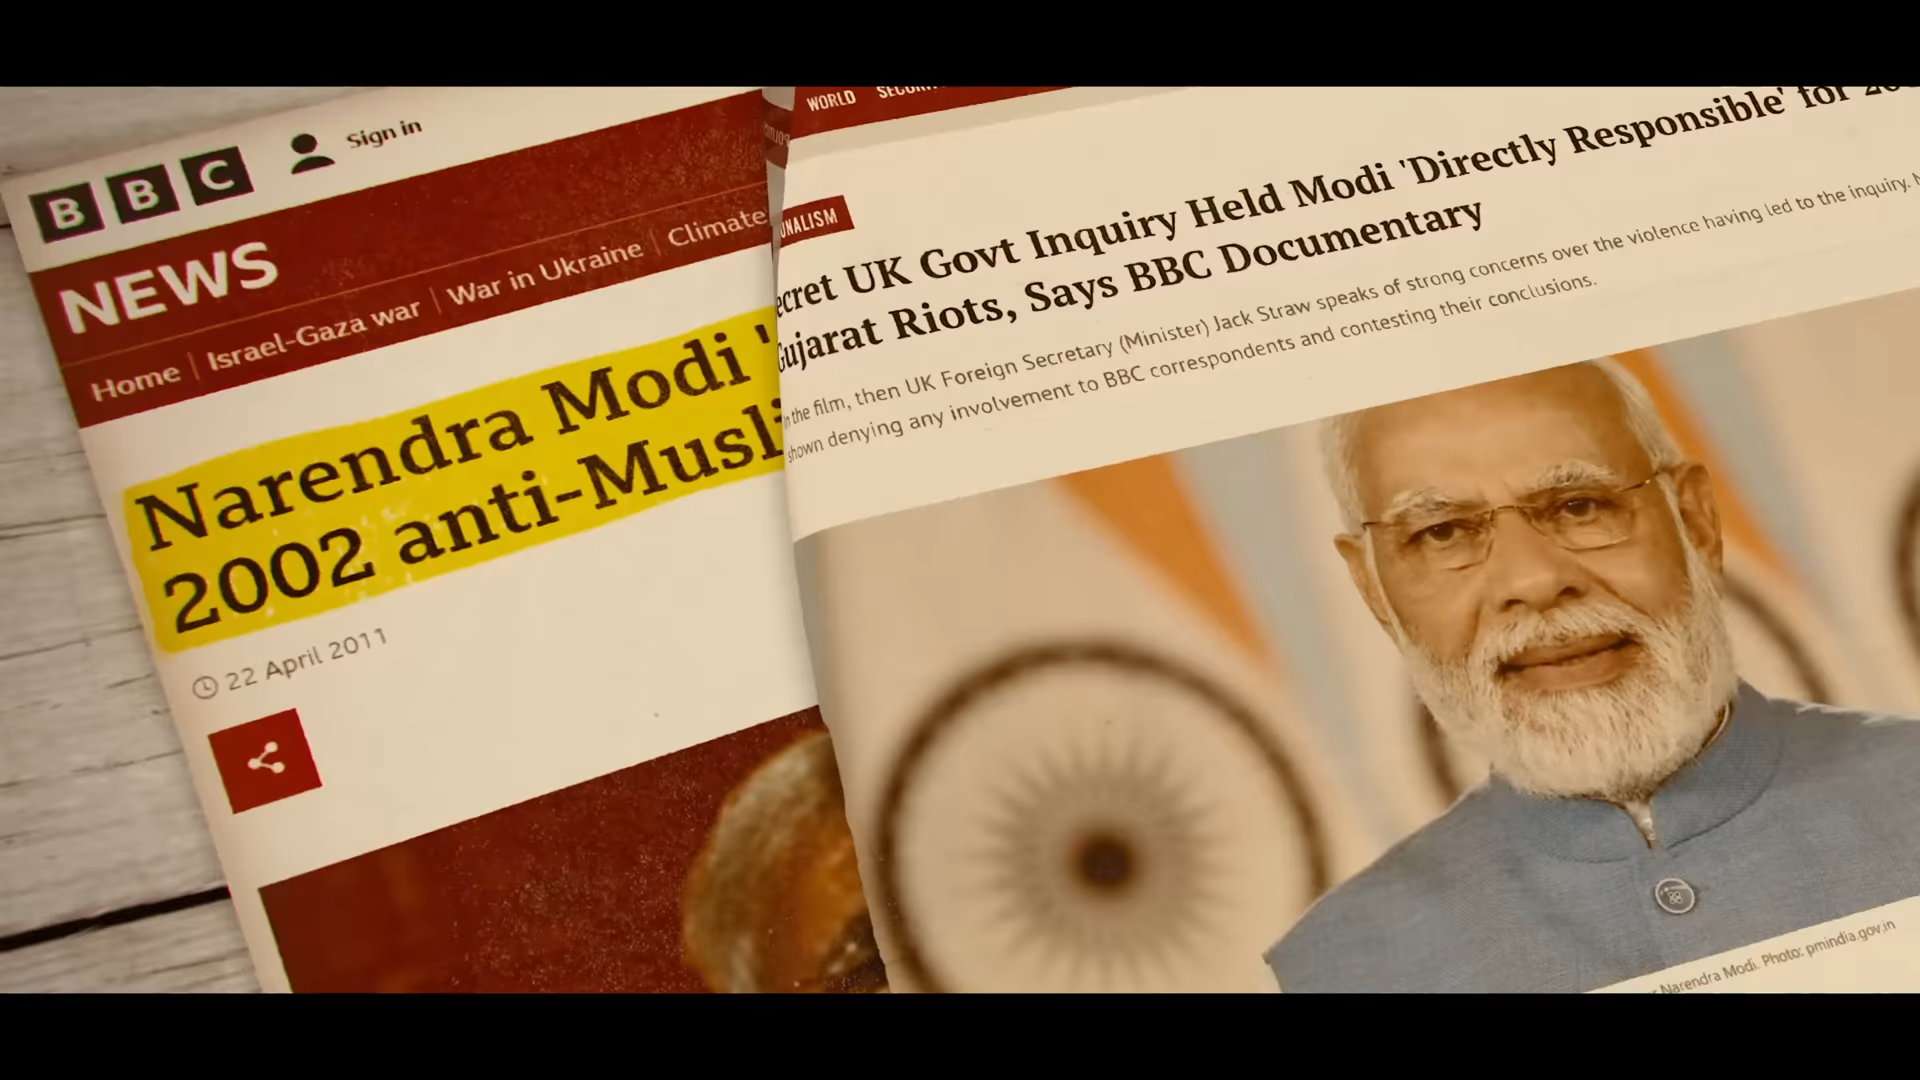 BBC
Sign in
NEWS
Home
Israel-Gaza war
War in Ukraine
Climate
Narendra Modi '
2002 anti-Musli
22 April 2011
WORLD
NALISM
ecret UK Govt Inquiry Held Modi 'Directly Responsible' for 20
Gujarat Riots, Says BBC Documentary
In the film, then UK Foreign Secretary (Minister) Jack Straw speaks of strong concerns over the violence having led to the inquiry.
shown denying any involvement to BBC correspondents and contesting their conclusions.
Narendra Modi. Photo: pmindia.gov.in